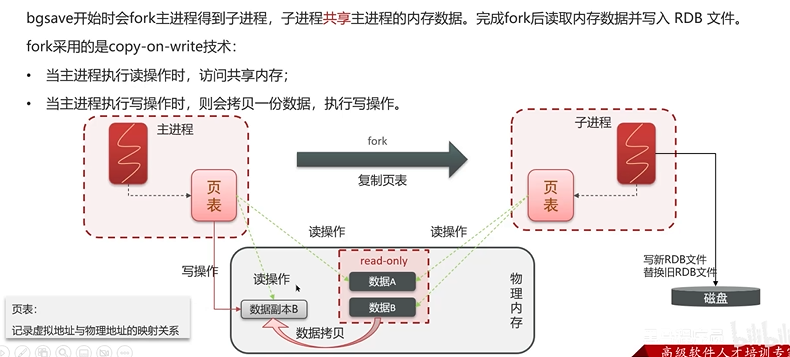 bgsave开始时会fork主进程得到子进程，子进程共享主进程的内存数据。完成fork后读取内存数据并写入 RDB 文件。
fork采用的是copy-on-write技术：
• 当主进程执行读操作时，访问共享内存；
• 当主进程执行写操作时，则会拷贝一份数据，执行写操作。
主进程
fork
子进程
页表
复制页表
页表
读操作
读操作
写操作
read-only
读操作
数据A
数据副本B
数据B
数据拷贝
物理内存
写新RDB文件
替换旧RDB文件
磁盘
页表：
记录虚拟地址与物理地址的映射关系
高级软件人才培训专